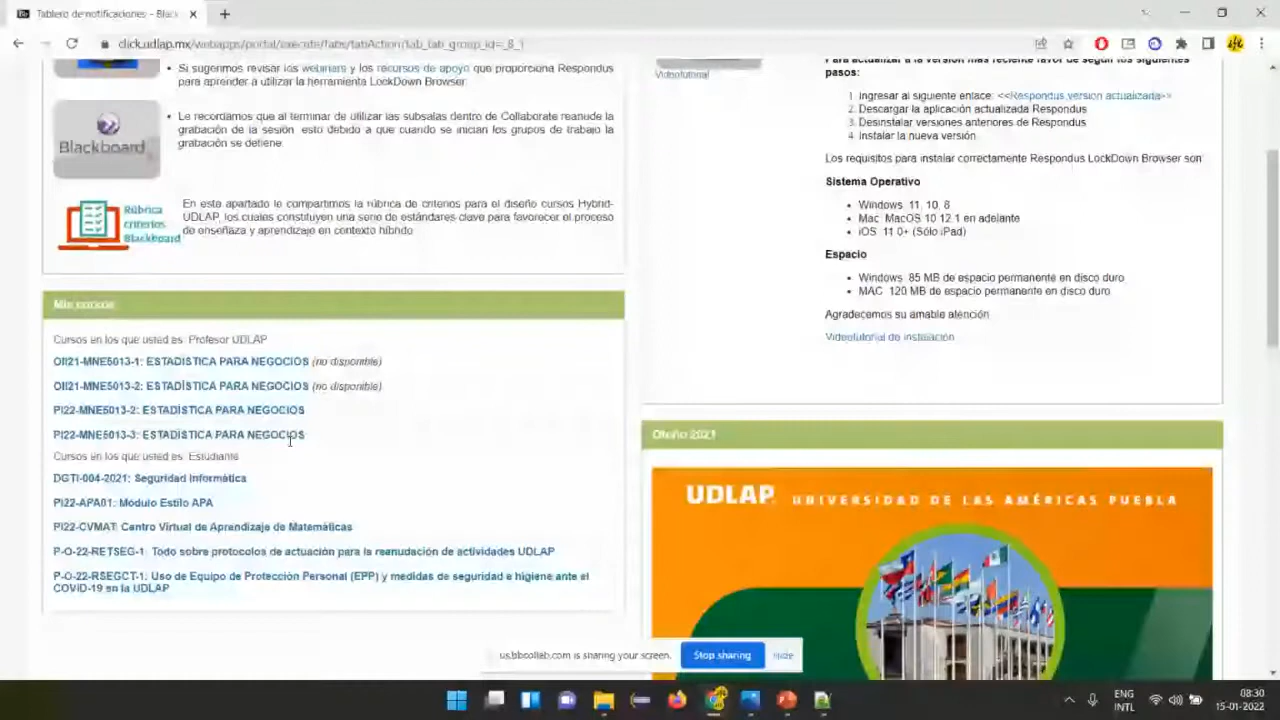 Tablero de notificaciones – Black
click.udlap.mx/webapps/portal/execute/tabs/tabAction?tab_tab_group_id=_8_1
Si sugerimos revisar los webinars y los recursos de apoyo que proporciona Respondus
para aprender a utilizar la herramienta LockDown Browser.
Blackboard
Le recordamos que al terminar de utilizar las subsalas dentro de Collaborate reanude la
grabación de la sesión esto debido a que cuando se inician los grupos de trabajo la
grabación se detiene
Rúbrica
criterios
Blackboard
En este apartado le compartimos la rúbrica de criterios para el diseño cursos Hybrid-
UDLAP, los cuales constituyen una serie de estándares clave para favorecer el proceso
de enseñaza y aprendizaje en contexto híbrido
Mis cursos
Cursos en los que usted es: Profesor UDLAP
OII21-MNE5013-1: ESTADÍSTICA PARA NEGOCIOS (no disponible)
OII21-MNE5013-2: ESTADÍSTICA PARA NEGOCIOS (no disponible)
PI22-MNE5013-2: ESTADÍSTICA PARA NEGOCIOS
PI22-MNE5013-3: ESTADÍSTICA PARA NEGOCIOS
Cursos en los que usted es: Estudiante
DGTI-004-2021: Seguridad Informática
PI22-APA01: Módulo Estilo APA
PI22-CVMAT: Centro Virtual de Aprendizaje de Matemáticas
P-O-22-RETSEG-1: Todo sobre protocolos de actuación para la reanudación de actividades UDLAP
P-O-22-RSEGCT-1: Uso de Equipo de Protección Personal (EPP) y medidas de seguridad e higiene ante el
COVID-19 en la UDLAP
Videotutorial
Para actualizar a la versión más reciente favor de seguir los siguientes
pasos:
1. Ingresar al siguiente enlace: <<Respondus versión actualizada>>
2. Descargar la aplicación actualizada Respondus
3. Desinstalar versiones anteriores de Respondus
4. Instalar la nueva versión
Los requisitos para instalar correctamente Respondus LockDown Browser son
Sistema Operativo
Windows: 11, 10, 8
Mac: MacOS 10.12.1 en adelante
iOS: 11.0+ (Sólo iPad)
Espacio
Windows: 85 MB de espacio permanente en disco duro
MAC: 120 MB de espacio permanente en disco duro
Agradecemos su amable atención
Videotutorial de instalación
Otoño 2021
UDLAP UNIVERSIDAD DE LAS AMÉRICAS PUEBLA
us.bbcollab.com is sharing your screen.
Stop sharing
Hide
ENG
INTL
08:30
15-01-2022